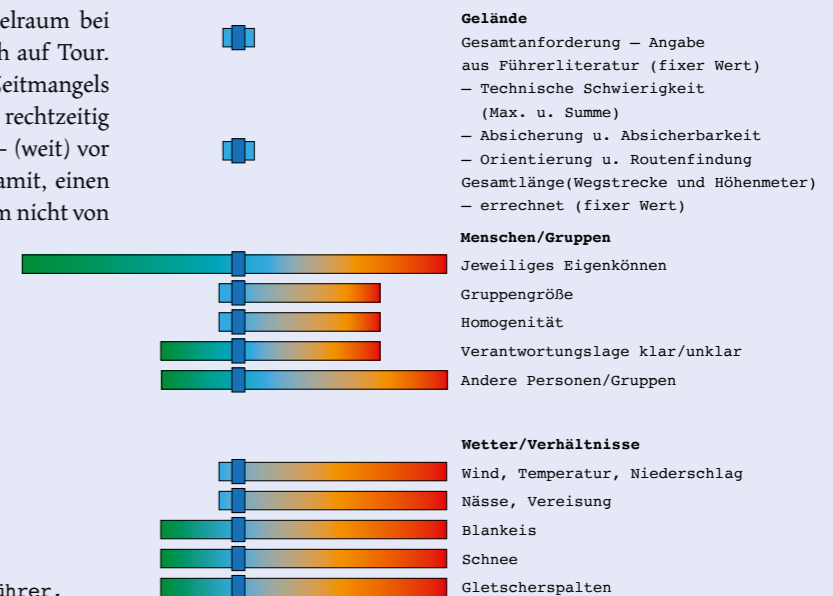 elraum bei
h auf Tour.
Zeitmangels
rechtzeitig
– (weit) vor
amit, einen
m nicht von
Gelände
Gesamtanforderung – Angabe
aus Führerliteratur (fixer Wert)
– Technische Schwierigkeit
(Max. u. Summe)
– Absicherung u. Absicherbarkeit
– Orientierung u. Routenfindung
Gesamtlänge(Wegstrecke und Höhenmeter)
– errechnet (fixer Wert)
Menschen/Gruppen
Jeweiliges Eigenkönnen
Gruppengröße
Homogenität
Verantwortungslage klar/unklar
Andere Personen/Gruppen
Wetter/Verhältnisse
Wind, Temperatur, Niederschlag
Nässe, Vereisung
Blankeis
Schnee
Gletscherspalten
ührer,